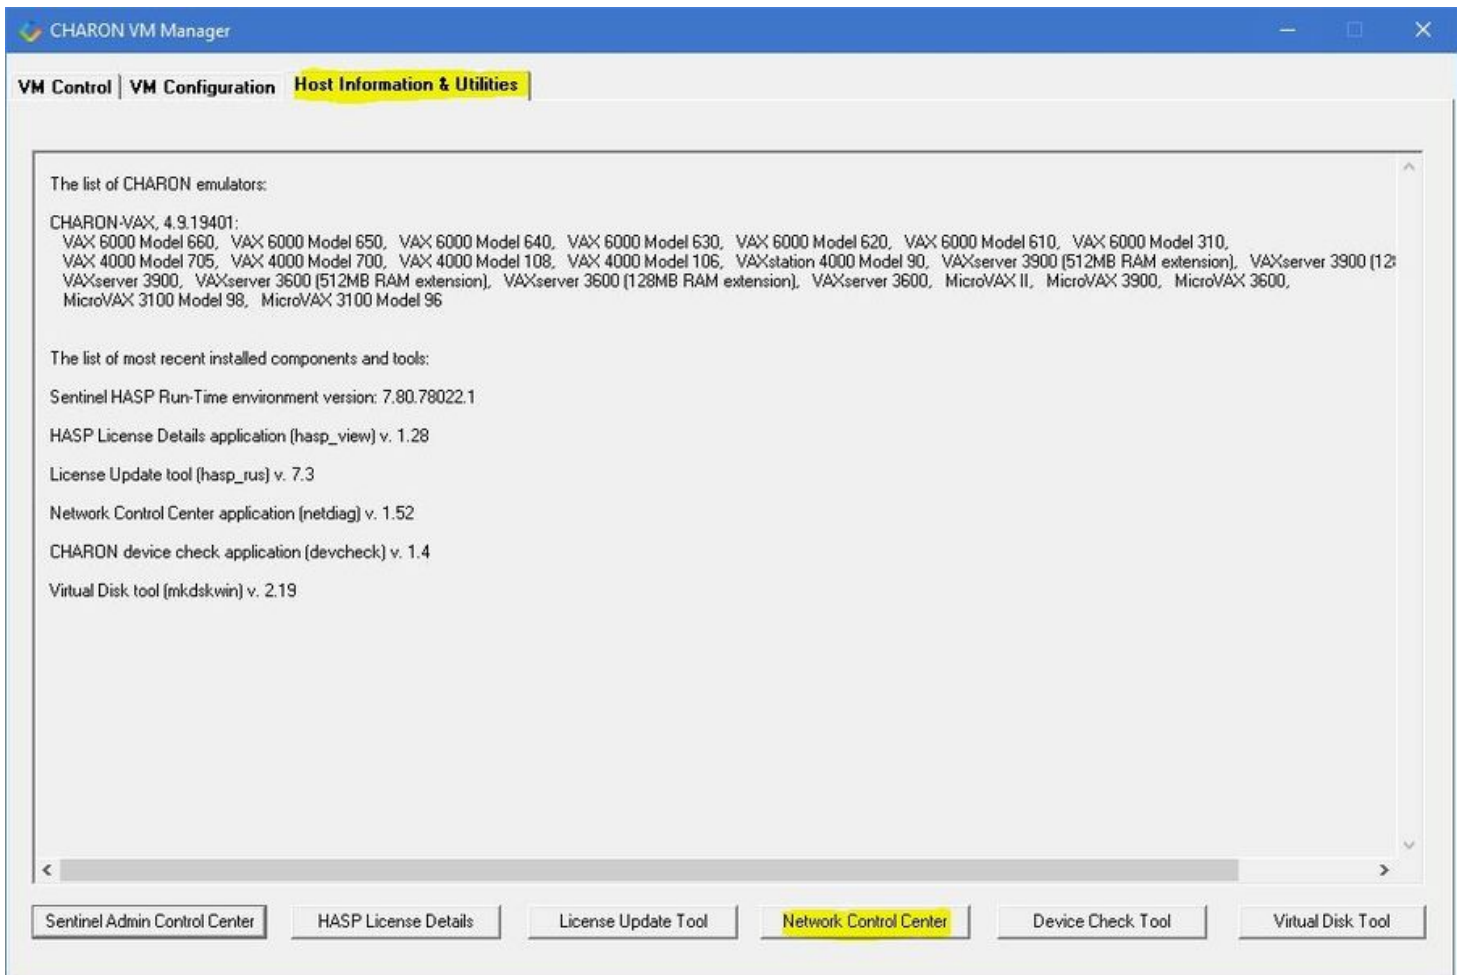 CHARON VM Manager
VM Control
VM Configuration
Host Information & Utilities
The list of CHARON emulators:
CHARON-VAX, 4.9.19401:
VAX 6000 Model 660, VAX 6000 Model 650, VAX 6000 Model 640, VAX 6000 Model 630, VAX 6000 Model 620, VAX 6000 Model 610, VAX 6000 Model 310,
VAX 4000 Model 705, VAX 4000 Model 700, VAX 4000 Model 108, VAX 4000 Model 106, VAXstation 4000 Model 90, VAXserver 3900 (512MB RAM extension), VAXserver 3900 (12
VAXserver 3900, VAXserver 3600 (512MB RAM extension), VAXserver 3600 (128MB RAM extension), VAXserver 3600, MicroVAX II, MicroVAX 3900, MicroVAX 3600,
MicroVAX 3100 Model 98, MicroVAX 3100 Model 96
The list of most recent installed components and tools:
Sentinel HASP Run-Time environment version: 7.80.78022.1
HASP License Details application (hasp_view) v. 1.28
License Update tool (hasp_rus) v. 7.3
Network Control Center application (netdiag) v. 1.52
CHARON device check application (devcheck) v. 1.4
Virtual Disk tool (mkdskwin) v. 2.19
Sentinel Admin Control Center
HASP License Details
License Update Tool
Network Control Center
Device Check Tool
Virtual Disk Tool